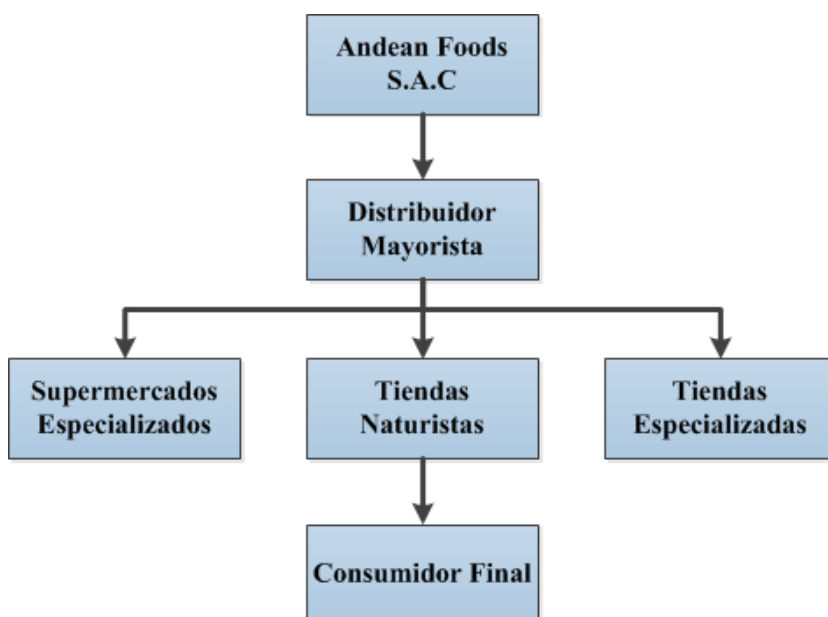 Andean Foods
S.A.C
Distribuidor
Mayorista
Supermercados
Especializados
Tiendas
Naturistas
Tiendas
Especializadas
Consumidor Final